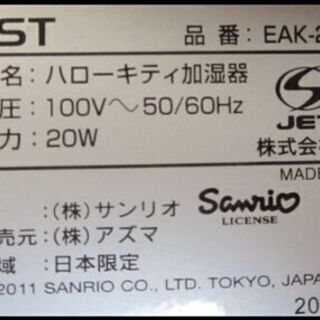 ST 品 番：EAK-2
名：ハローキティ加湿器
圧：100V～50/60Hz
力：20W
JET
株式会社
MADE
：(株) サンリオ
Sanrio
LICENSE
売元：(株) アズマ
域：日本限定
2011 SANRIO CO., LTD. TOKYO, JAPA
20